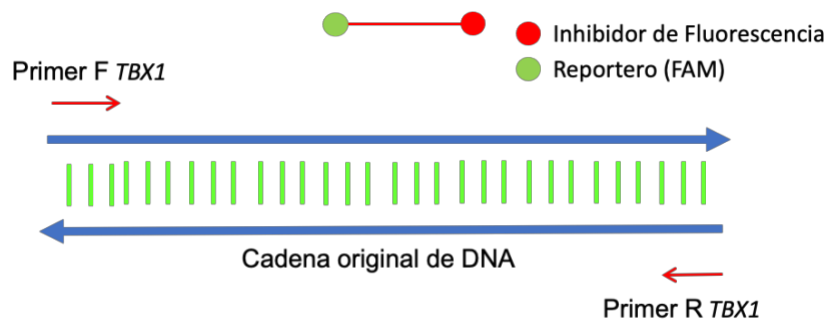 Inhibidor de Fluorescencia
Reportero (FAM)
Primer F TBX1
Cadena original de DNA
Primer R TBX1